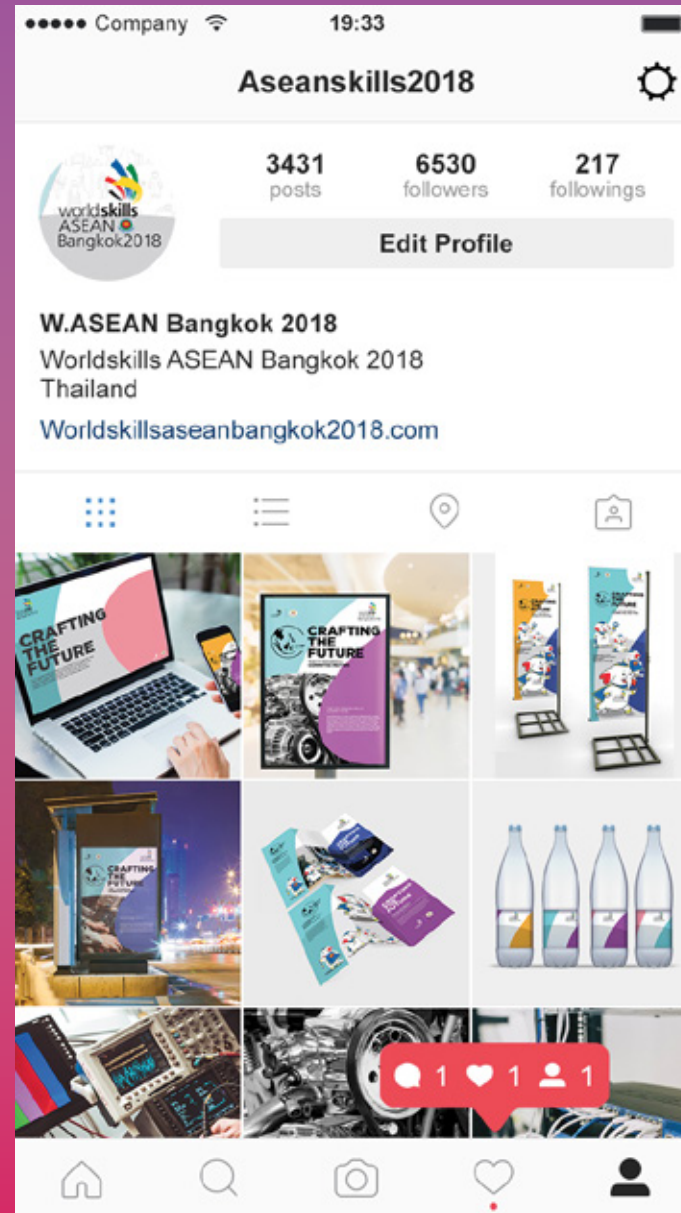 Company 19:33
Aseanskills2018
3431 6530 217
posts followers followings
Edit Profile
worldskills
ASEAN
Bangkok2018
W.ASEAN Bangkok 2018
Worldskills ASEAN Bangkok 2018
Thailand
Worldskillsaseanbangkok2018.com
CRAFTING
THE
FUTURE
CRAFTING
THE
FUTURE
CRAFTING
THE
FUTURE
1 1 1